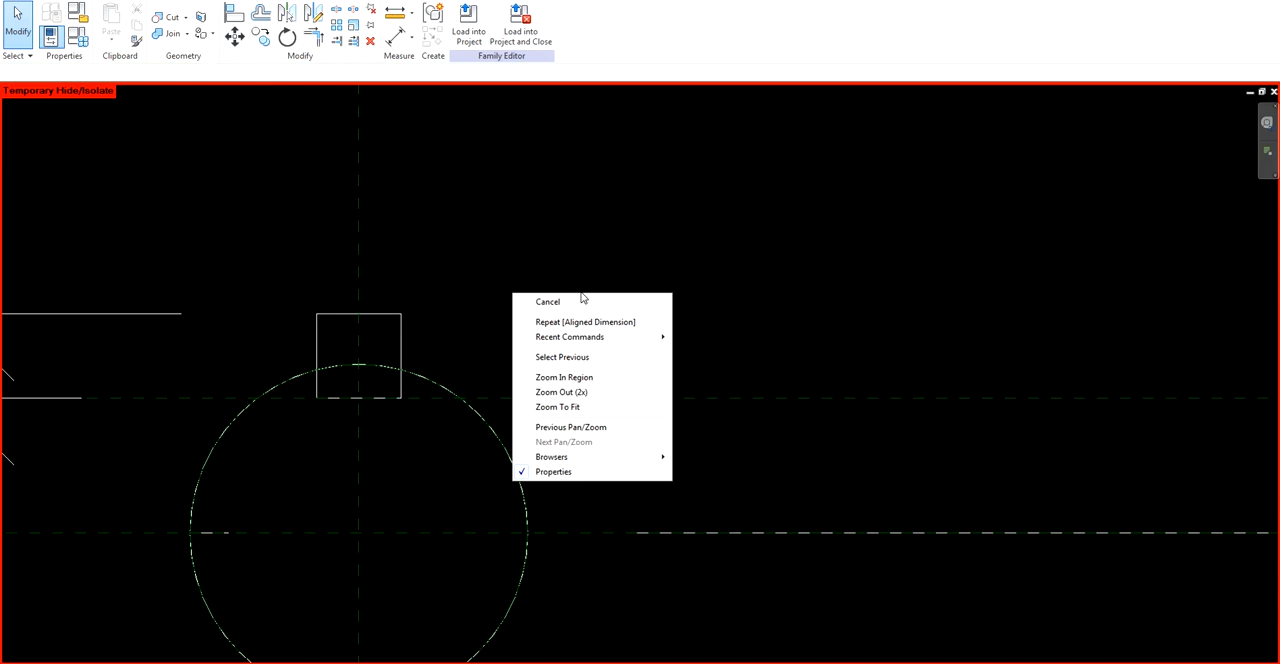 Cut
Modify
Paste
Join
Load into Project
Load into Project and Close
Select
Properties
Clipboard
Geometry
Modify
Measure
Create
Family Editor
Temporary Hide/Isolate
Cancel
Repeat [Aligned Dimension]
Recent Commands
Select Previous
Zoom In Region
Zoom Out (2x)
Zoom To Fit
Previous Pan/Zoom
Next Pan/Zoom
Browsers
Properties